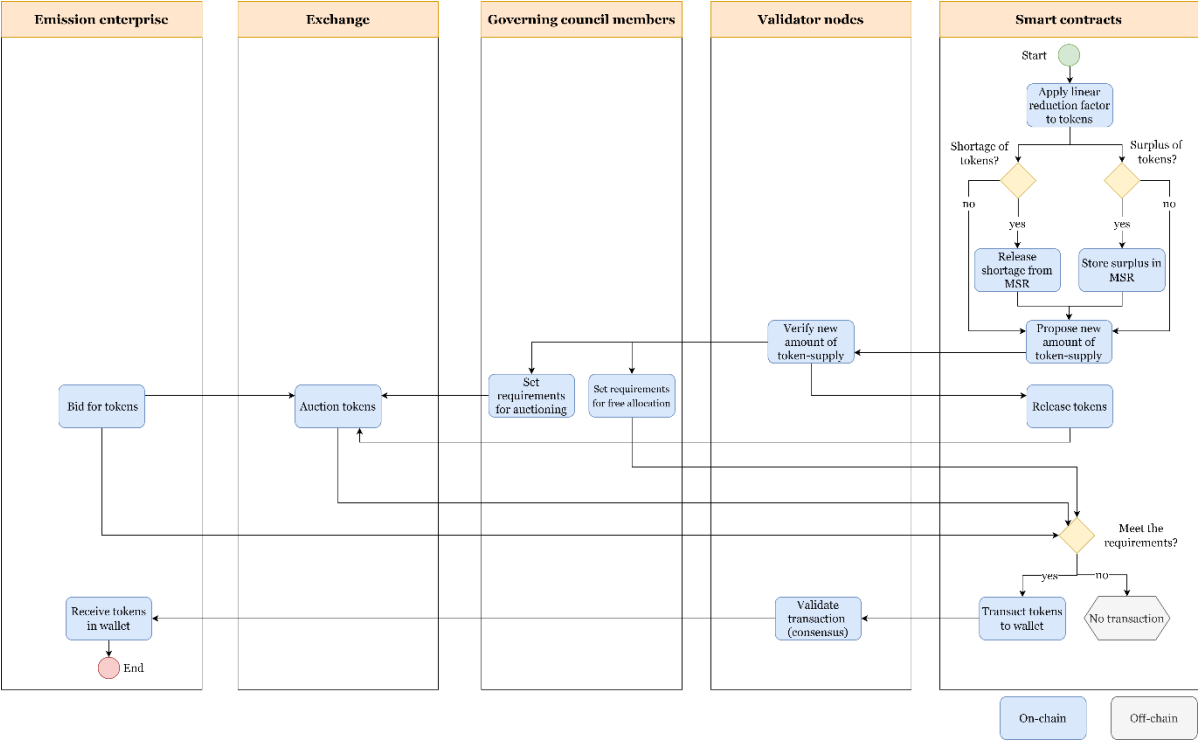 Emission enterprise
Exchange
Governing council members
Validator nodes
Smart contracts
Start
Apply linear
reduction factor
to tokens
Shortage of
tokens?
Surplus of
tokens?
no
no
yes
yes
Release
shortage from
MSR
Store surplus in
MSR
Verify new
amount of
token-supply
Propose new
amount of
token-supply
Bid for tokens
Auction tokens
Set
requirements
for auctioning
Set requirements
for free allocation
Release tokens
Meet the
requirements?
yes
no
Receive tokens
in wallet
Validate
transaction
(consensus)
Transact tokens
to wallet
No transaction
End
On-chain
Off-chain